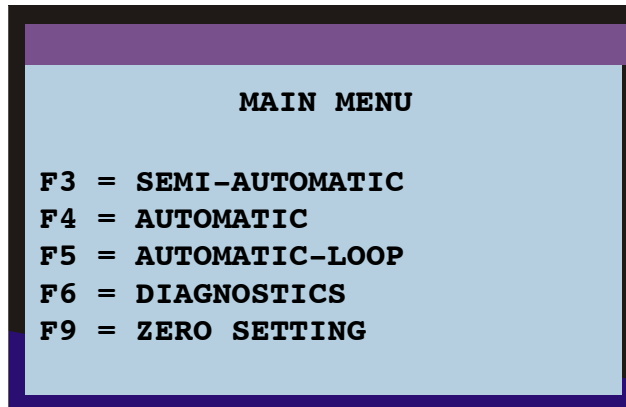 MAIN MENU
F3 = SEMI-AUTOMATIC
F4 = AUTOMATIC
F5 = AUTOMATIC-LOOP
F6 = DIAGNOSTICS
F9 = ZERO SETTING